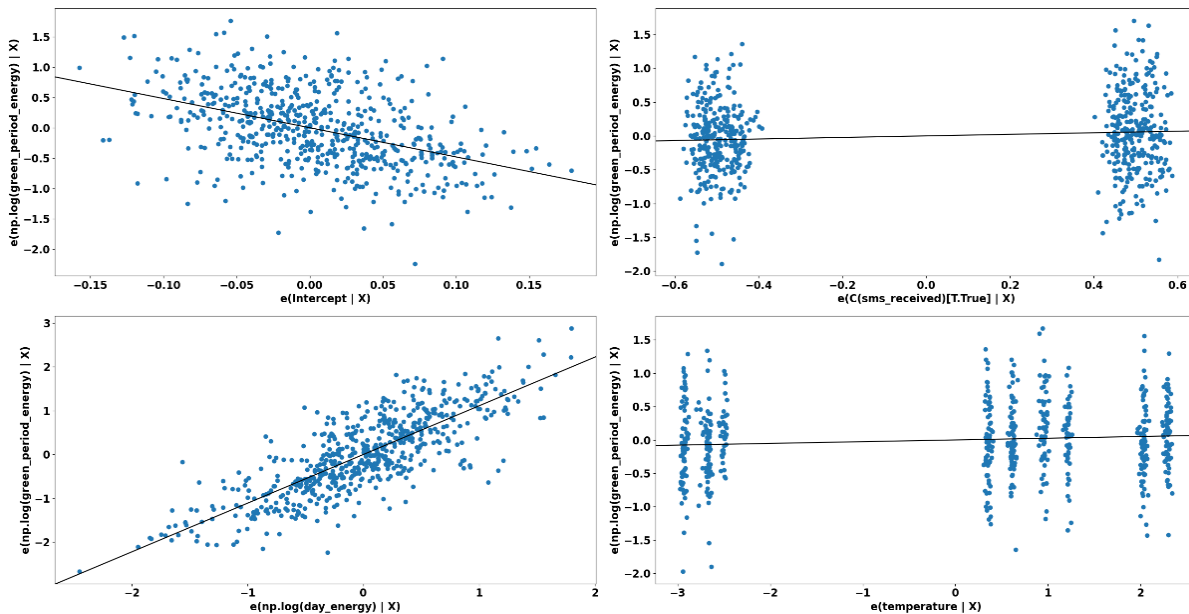 1.5
1.0
0.5
0.0
−0.5
−1.0
−1.5
−2.0
e(np.log(green_period_energy) | X)
−0.15 −0.10 −0.05 0.00 0.05 0.10 0.15
e(Intercept | X)
1.5
1.0
0.5
0.0
−0.5
−1.0
−1.5
−2.0
e(np.log(green_period_energy) | X)
−0.6 −0.4 −0.2 0.0 0.2 0.4 0.6
e(C(sms_received)[T.True] | X)
3
2
1
0
−1
−2
e(np.log(green_period_energy) | X)
−2 −1 0 1 2
e(np.log(day_energy) | X)
1.5
1.0
0.5
0.0
−0.5
−1.0
−1.5
−2.0
e(np.log(green_period_energy) | X)
−3 −2 −1 0 1 2
e(temperature | X)